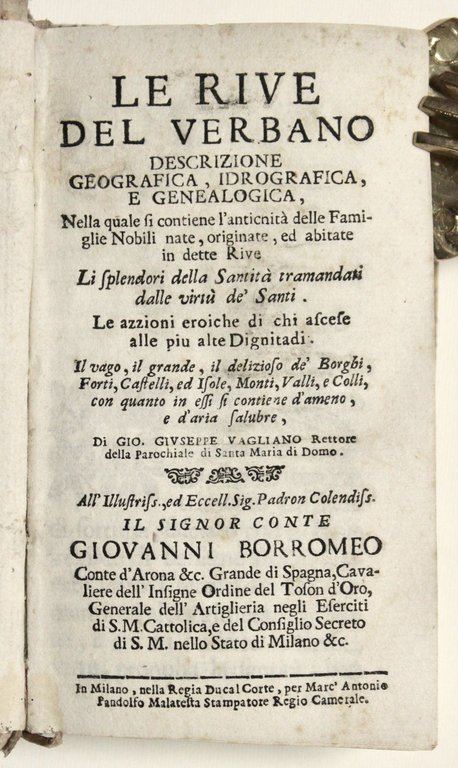 LE RIVE
DEL VERBANO
DESCRIZIONE
GEOGRAFICA, IDROGRAFICA,
E GENEALOGICA,
Nella quale ſi contiene l'anticnità delle Fami-
glie Nobili nate, originate, ed abitate
in dette Rive
Li ſplendori della Santità tramandati
dalle virtù de' Santi.
Le azzioni eroiche di chi aſceſe
alle piu alte Dignitadi.
Il vago, il grande, il delizioſo de' Borghi,
Forti, Caſtelli, ed Iſole, Monti, Valli, e Colli,
con quanto in eſſi ſi contiene d'ameno,
e d'aria ſalubre,
Di GIO. GIVSEPPE VAGLIANO Rettore
della Parochiale di Santa Maria di Domo.
All' Illuſtriſſ., ed Eccell. Sig. Padron Colendiſſ.
IL SIGNOR CONTE
GIOVANNI BORROMEO
Conte d'Arona &c. Grande di Spagna, Cava-
liere dell' Inſigne Ordine del Toſon d'Oro,
Generale dell' Artiglieria negli Eſerciti
di S. M. Cattolica, e del Conſiglio Secreto
di S. M. nello Stato di Milano &c.
In Milano, nella Regia Ducal Corte, per Marc' Antonio
Pandolfo Malateſta Stampatore Regio Camerale.